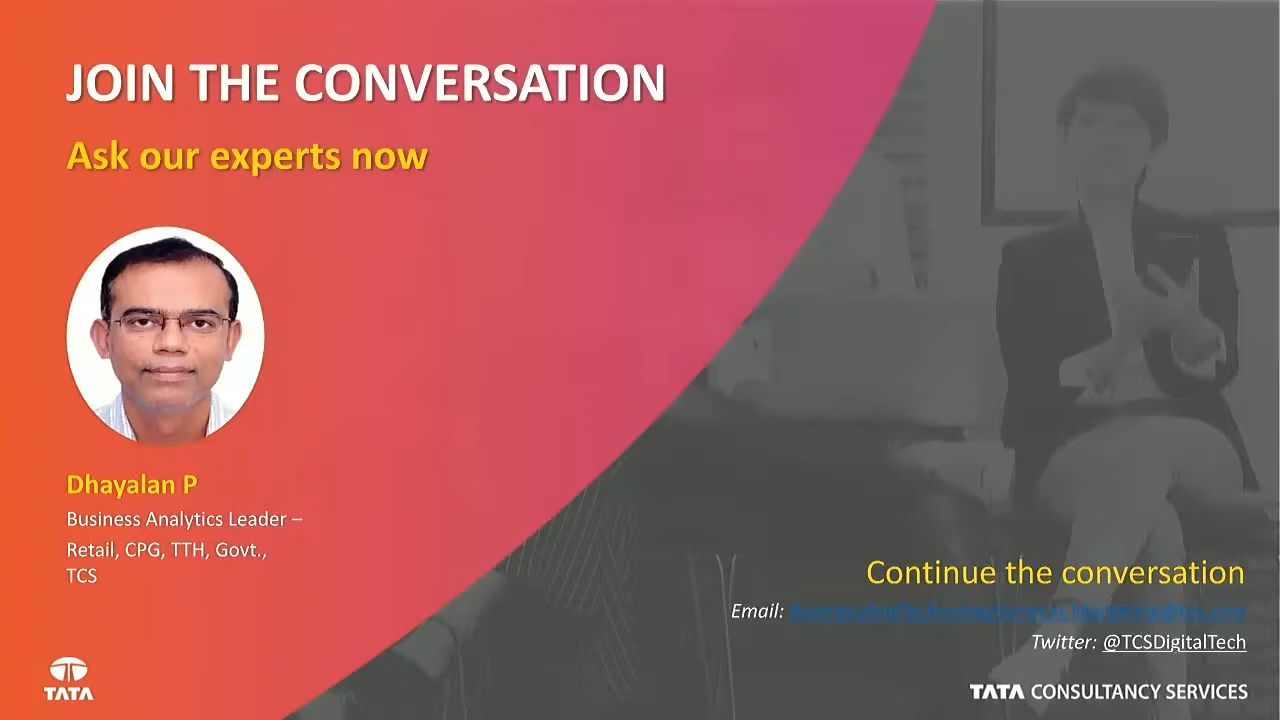 JOIN THE CONVERSATION
Ask our experts now
Dhayalan P
Business Analytics Leader –
Retail, CPG, TTH, Govt.,
TCS
Continue the conversation
Email:
Twitter: @TCSDigitalTech
TATA
TATA CONSULTANCY SERVICES